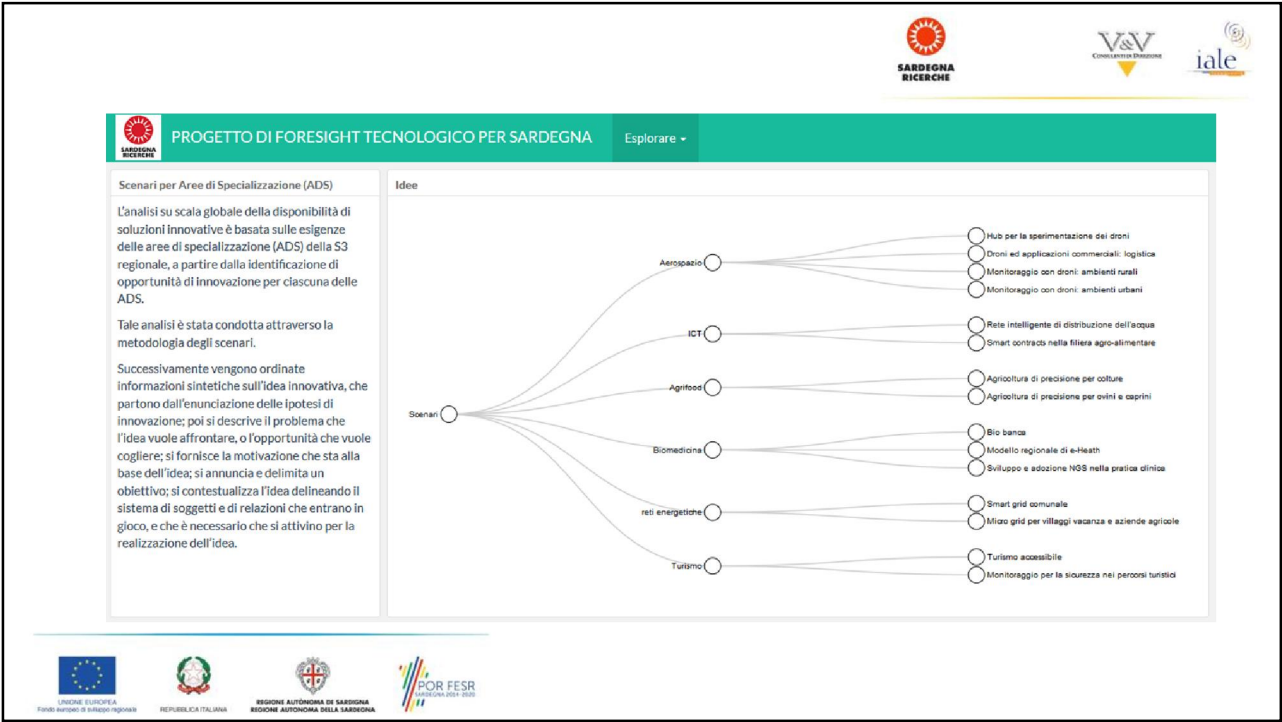 SARDEGNA
RICERCHE
V&V
CONSULENTI DI DIREZIONE
iale
SARDEGNA
RICERCHE
PROGETTO DI FORESIGHT TECNOLOGICO PER SARDEGNA
Esplorare
Scenari per Aree di Specializzazione (ADS)
L'analisi su scala globale della disponibilità di
soluzioni innovative è basata sulle esigenze
delle aree di specializzazione (ADS) della S3
regionale, a partire dalla identificazione di
opportunità di innovazione per ciascuna delle
ADS.
Tale analisi è stata condotta attraverso la
metodologia degli scenari.
Successivamente vengono ordinate
informazioni sintetiche sull'idea innovativa, che
partono dall'enunciazione delle ipotesi di
innovazione; poi si descrive il problema che
l'idea vuole affrontare, o l'opportunità che vuole
cogliere; si fornisce la motivazione che sta alla
base dell'idea; si annuncia e delimita un
obiettivo; si contestualizza l'idea delineando il
sistema di soggetti e di relazioni che entrano in
gioco, e che è necessario che si attivino per la
realizzazione dell'idea.
Idee
Scenari
Aerospazio
Hub per la sperimentazione dei droni
Droni ed applicazioni commerciali: logistica
Monitoraggio con droni: ambienti rurali
Monitoraggio con droni: ambienti urbani
ICT
Rete intelligente di distribuzione dell'acqua
Smart contracts nella filiera agro-alimentare
Agrifood
Agricoltura di precisione per colture
Agricoltura di precisione per ovini e caprini
Biomedicina
Bio banca
Modello regionale di e-Heath
Sviluppo e adozione NGS nella pratica clinica
reti energetiche
Smart grid comunale
Micro grid per villaggi vacanza e aziende agricole
Turismo
Turismo accessibile
Monitoraggio per la sicurezza nei percorsi turistici
UNIONE EUROPEA
Fondo europeo di sviluppo regionale
REPUBBLICA ITALIANA
REGIONE AUTÒNOMA DE SARDIGNA
REGIONE AUTONOMA DELLA SARDEGNA
POR FESR
SARDEGNA 2014-2020